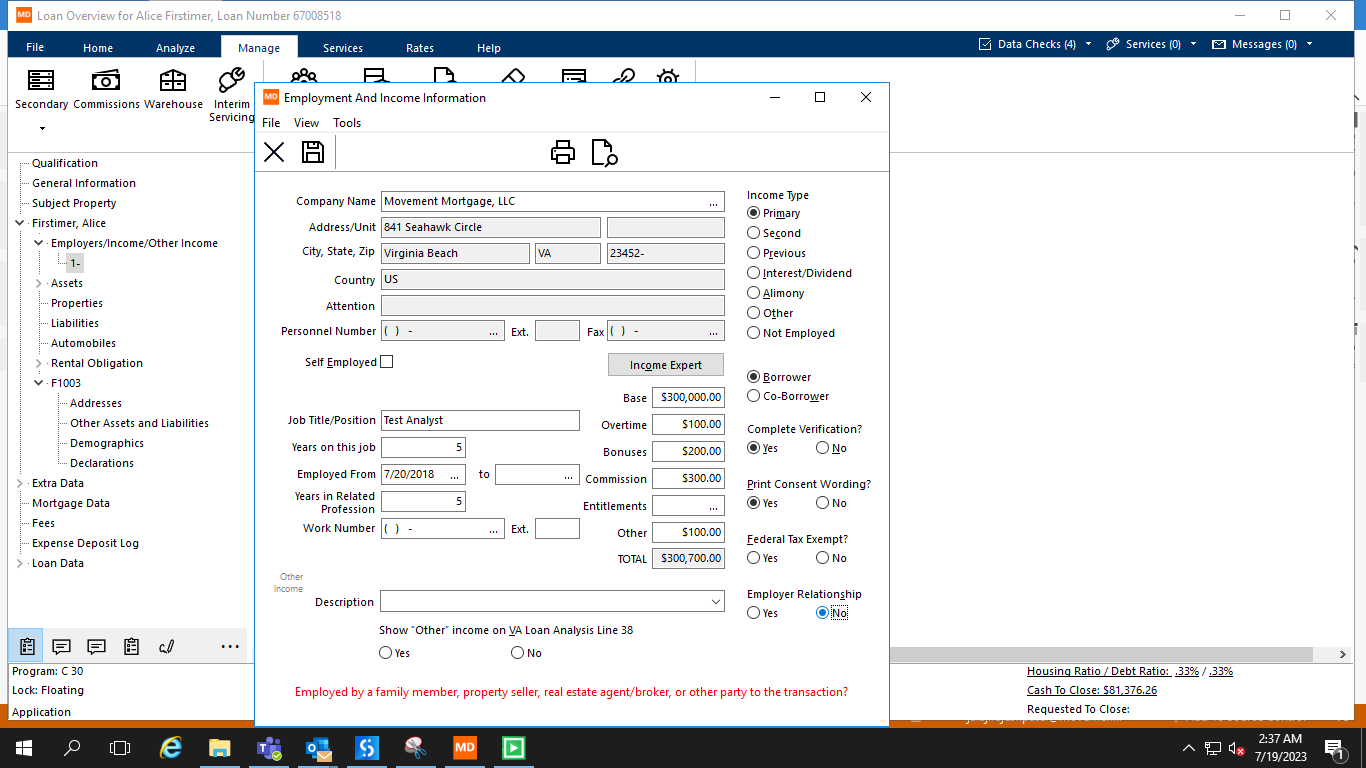 MD Loan Overview for Alice Firstimer, Loan Number 67008518
File Home Analyze Manage Services Rates Help Data Checks (4) Services (0) Messages (0)
Secondary Commissions Warehouse Interim Servicing
MD Employment And Income Information
File View Tools
Qualification
General Information
Subject Property
Firstimer, Alice
Employers/Income/Other Income
1-
Assets
Properties
Liabilities
Automobiles
Rental Obligation
F1003
Addresses
Other Assets and Liabilities
Demographics
Declarations
Extra Data
Mortgage Data
Fees
Expense Deposit Log
Loan Data
Company Name Movement Mortgage, LLC ...
Address/Unit 841 Seahawk Circle
City, State, Zip Virginia Beach VA 23452-
Country US
Attention
Personnel Number ( ) - ... Ext. Fax ( ) - ...
Self Employed
Income Expert
Base $300,000.00
Job Title/Position Test Analyst
Overtime $100.00
Years on this job 5
Bonuses $200.00
Employed From 7/20/2018 ... to ...
Commission $300.00
Years in Related Profession 5
Entitlements ...
Work Number ( ) - ... Ext.
Other $100.00
TOTAL $300,700.00
Other Income
Description
Show "Other" income on VA Loan Analysis Line 38
Yes No
Employed by a family member, property seller, real estate agent/broker, or other party to the transaction?
Income Type
Primary
Second
Previous
Interest/Dividend
Alimony
Other
Not Employed
Borrower
Co-Borrower
Complete Verification?
Yes No
Print Consent Wording?
Yes No
Federal Tax Exempt?
Yes No
Employer Relationship
Yes No
...
Program: C 30
Lock: Floating
Application
Housing Ratio / Debt Ratio: .33% / .33%
Cash To Close: $81,376.26
Requested To Close:
MD
2:37 AM
7/19/2023
1